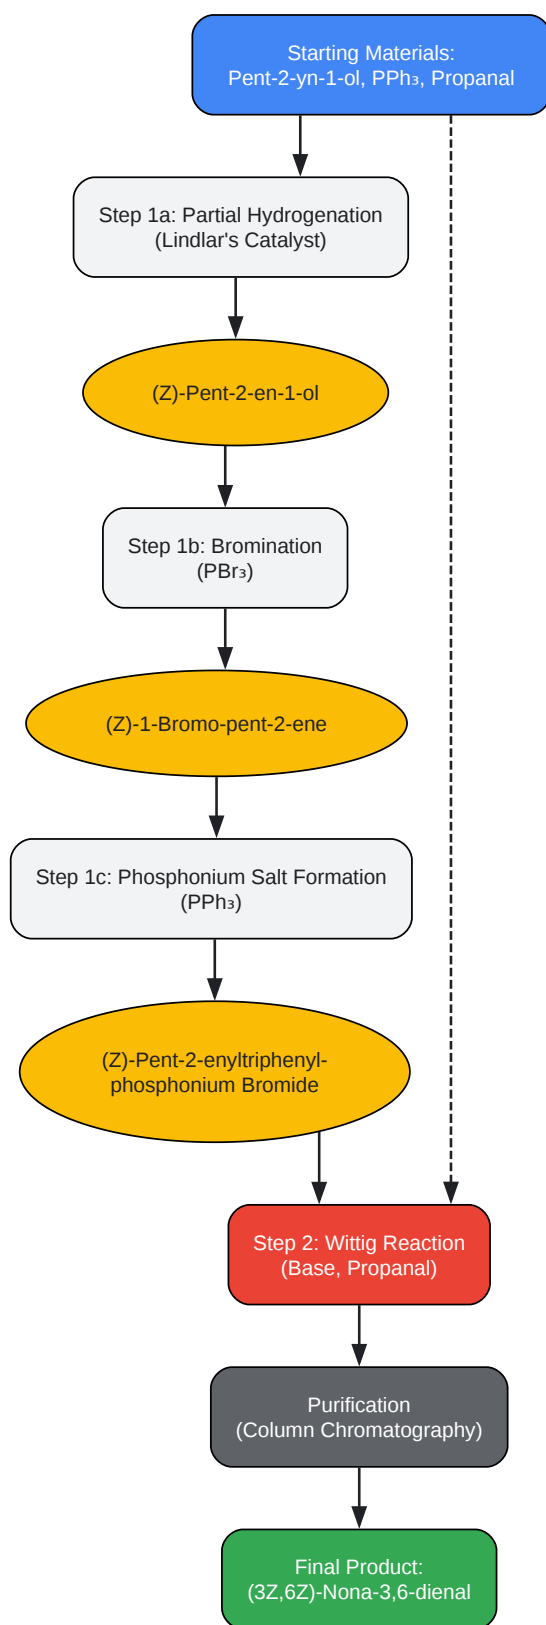 Starting Materials:
Pent-2-yn-1-ol, PPh₃, Propanal
Step 1a: Partial Hydrogenation
(Lindlar's Catalyst)
(Z)-Pent-2-en-1-ol
Step 1b: Bromination
(PBr₃)
(Z)-1-Bromo-pent-2-ene
Step 1c: Phosphonium Salt Formation
(PPh₃)
(Z)-Pent-2-enyltriphenyl-
phosphonium Bromide
Step 2: Wittig Reaction
(Base, Propanal)
Purification
(Column Chromatography)
Final Product:
(3Z,6Z)-Nona-3,6-dienal